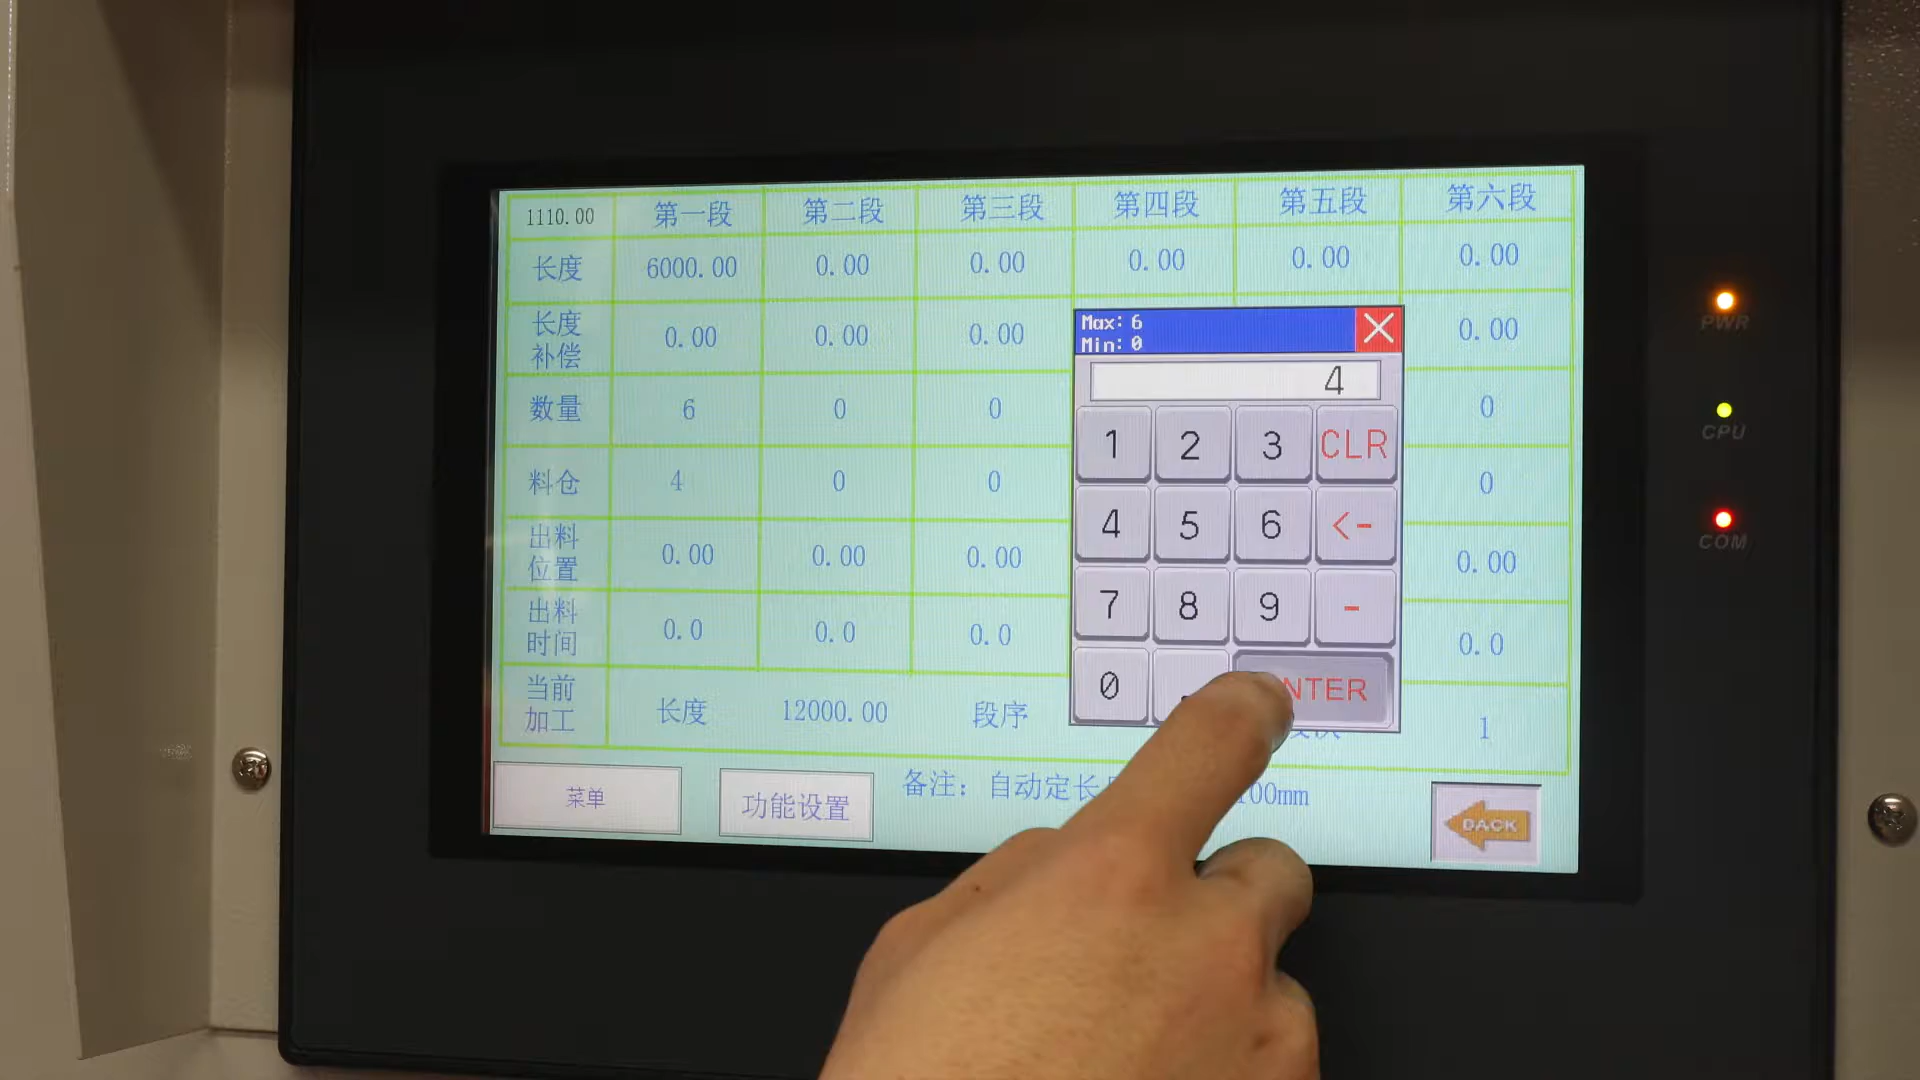 1110.00 第一段 第二段 第三段 第四段 第五段 第六段
长度 6000.00 0.00 0.00 0.00 0.00 0.00
长度
补偿 0.00 0.00 0.00 0.00
数量 6 0 0 0
料仓 4 0 0 0
出料
位置 0.00 0.00 0.00 0.00
出料
时间 0.0 0.0 0.0 0.0
当前
加工 长度 12000.00 段序 1
Max: 6
Min: 0
4
1 2 3 CLR
4 5 6 <-
7 8 9 -
0 . NTER
菜单 功能设置 备注：自动定长 100mm BACK
PWR
CPU
COM